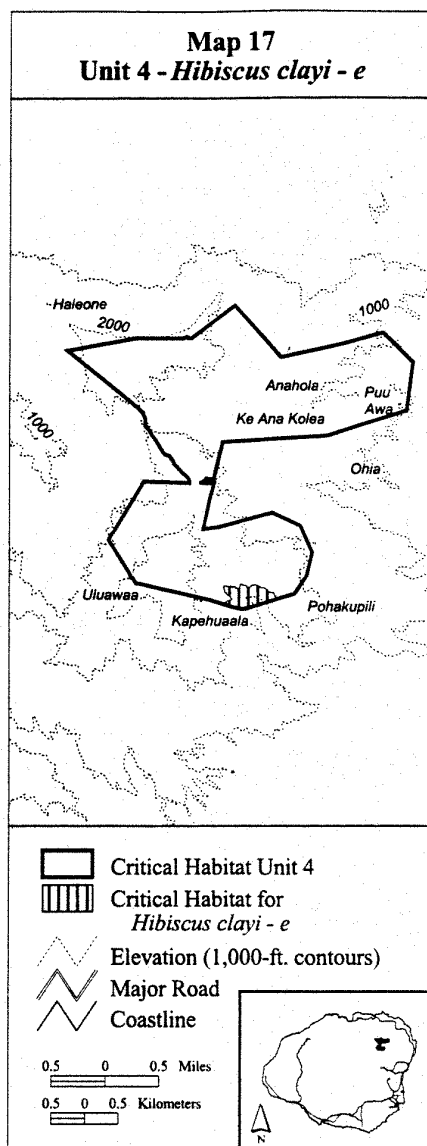 Map 17
Unit 4 - Hibiscus clayi - e
Haleone
2000
1000
Anahola
Puu
Awa
Ke Ana Kolea
1000
Ohia
Uluawaa
Pohakupili
Kapehuaala
Critical Habitat Unit 4
Critical Habitat for
Hibiscus clayi - e
Elevation (1,000-ft. contours)
Major Road
Coastline
0.5 0 0.5 Miles
0.5 0 0.5 Kilometers
N